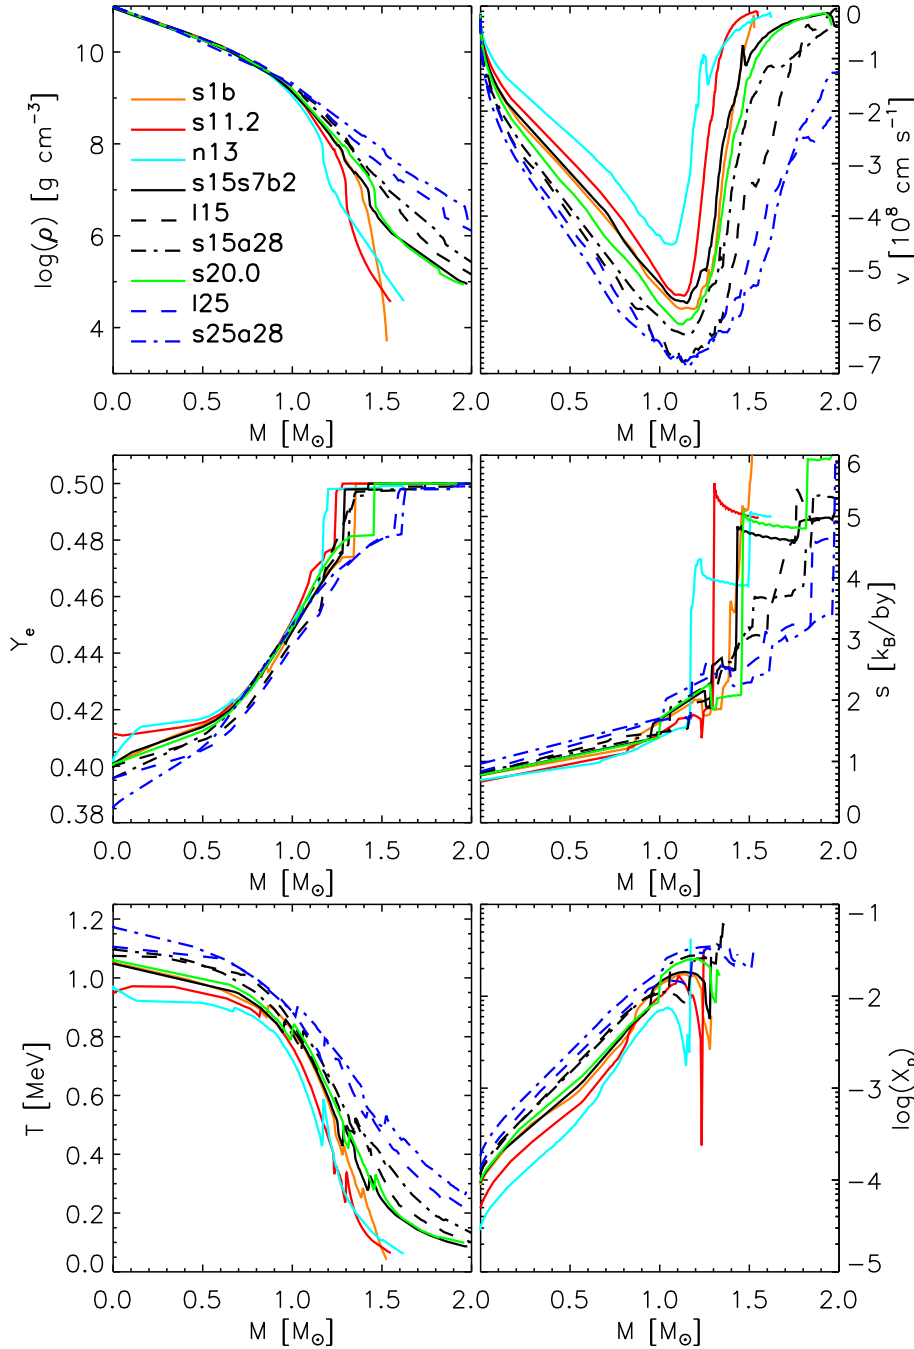 log(ρ) [g cm⁻³]
10
8
6
4
s1b
s11.2
n13
s15s7b2
l15
s15a28
s20.0
l25
s25a28
0.0 0.5 1.0 1.5 2.0
M [M☉]
0
−1
−2
−3
−4
−5
−6
−7
v [10⁸ cm s⁻¹]
0.5 1.0 1.5 2.0
M [M☉]
Yₑ
0.50
0.48
0.46
0.44
0.42
0.40
0.38
0.0 0.5 1.0 1.5 2.0
M [M☉]
6
5
4
3
2
1
0
s [k_B/by]
0.5 1.0 1.5 2.0
M [M☉]
T [MeV]
1.2
1.0
0.8
0.6
0.4
0.2
0.0
0.0 0.5 1.0 1.5 2.0
M [M☉]
−1
−2
−3
−4
−5
log(Xₚ)
0.5 1.0 1.5 2.0
M [M☉]